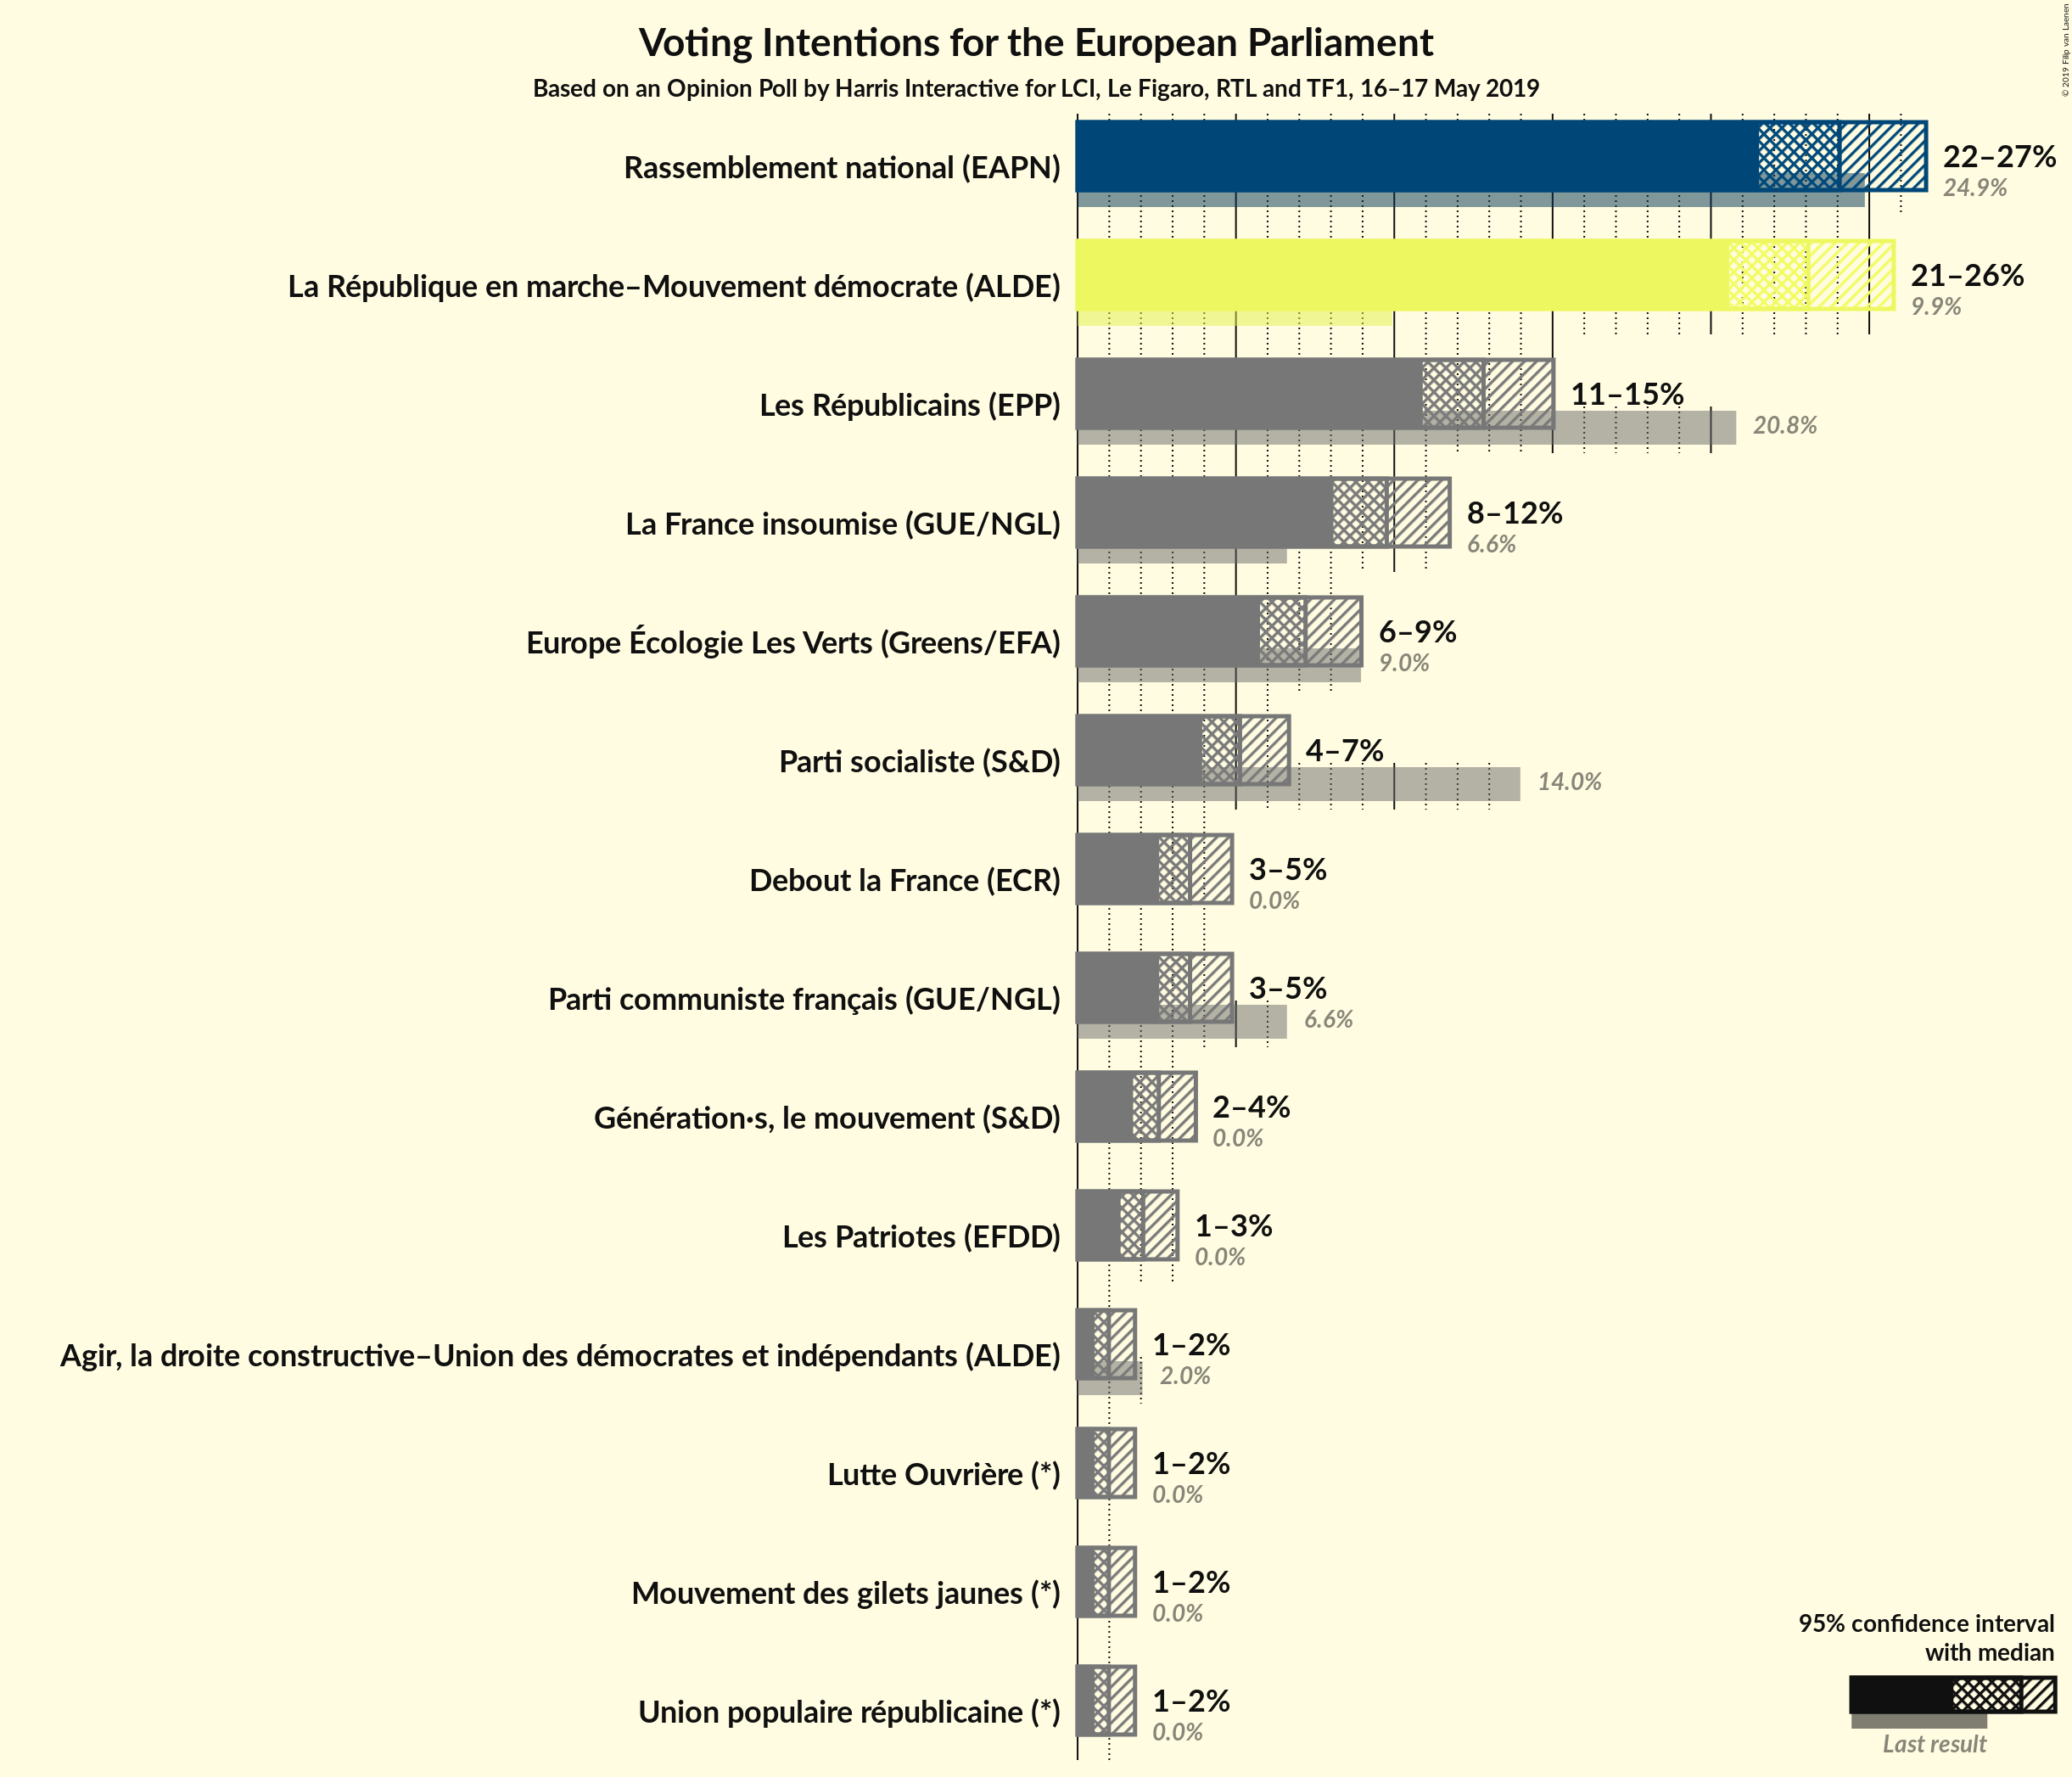 Voting Intentions for the European Parliament
Based on an Opinion Poll by Harris Interactive for LCI, Le Figaro, RTL and TF1, 16–17 May 2019
© 2019 Filip van Laenen
Rassemblement national (EAPN)
22–27%
24.9%
La République en marche–Mouvement démocrate (ALDE)
21–26%
9.9%
Les Républicains (EPP)
11–15%
20.8%
La France insoumise (GUE/NGL)
8–12%
6.6%
Europe Écologie Les Verts (Greens/EFA)
6–9%
9.0%
Parti socialiste (S&D)
4–7%
14.0%
Debout la France (ECR)
3–5%
0.0%
Parti communiste français (GUE/NGL)
3–5%
6.6%
Génération·s, le mouvement (S&D)
2–4%
0.0%
Les Patriotes (EFDD)
1–3%
0.0%
Agir, la droite constructive–Union des démocrates et indépendants (ALDE)
1–2%
2.0%
Lutte Ouvrière (*)
1–2%
0.0%
Mouvement des gilets jaunes (*)
1–2%
0.0%
Union populaire républicaine (*)
1–2%
0.0%
95% confidence interval
with median
Last result